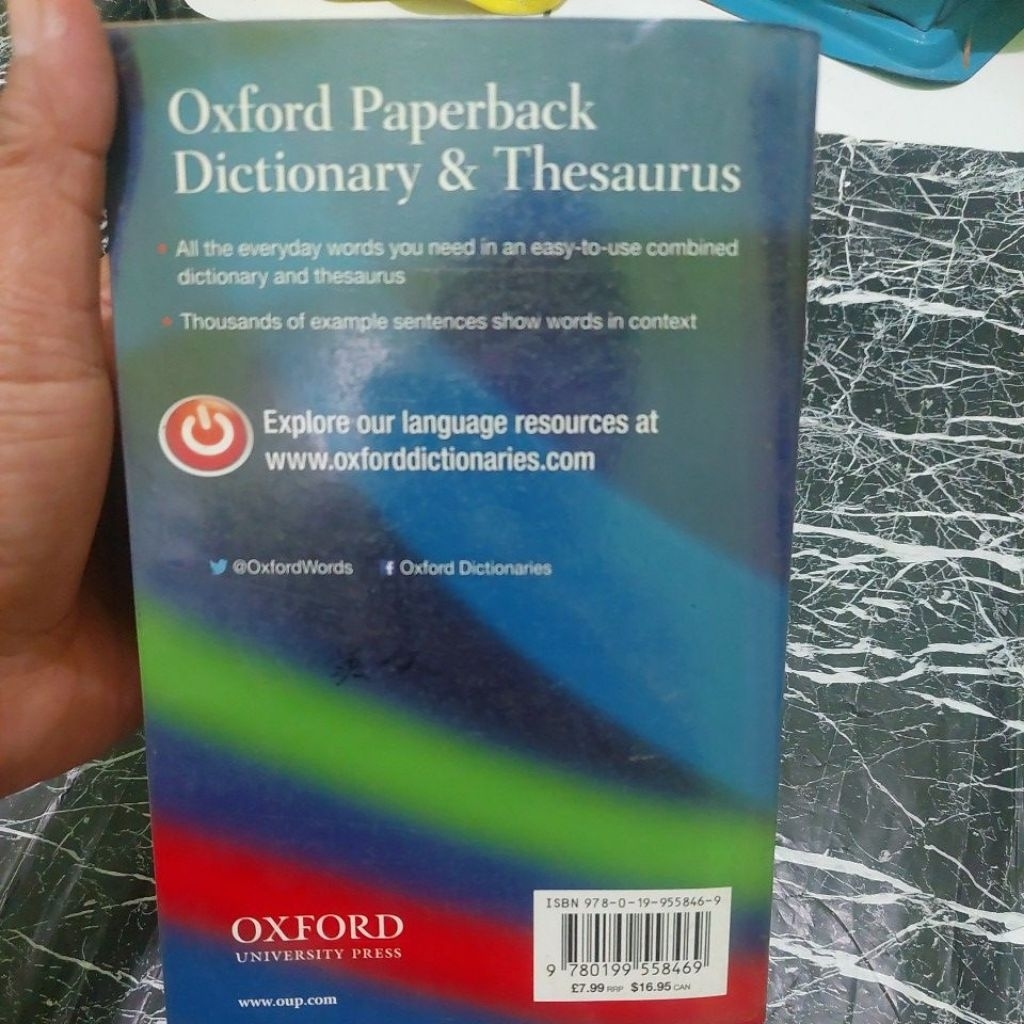 Oxford Paperback
Dictionary & Thesaurus
• All the everyday words you need in an easy-to-use combined
dictionary and thesaurus
• Thousands of example sentences show words in context
Explore our language resources at
www.oxforddictionaries.com
@OxfordWords f Oxford Dictionaries
OXFORD
UNIVERSITY PRESS
www.oup.com
ISBN 978-0-19-955846-9
9 780199 558469
£7.99 RRP $16.95 CAN